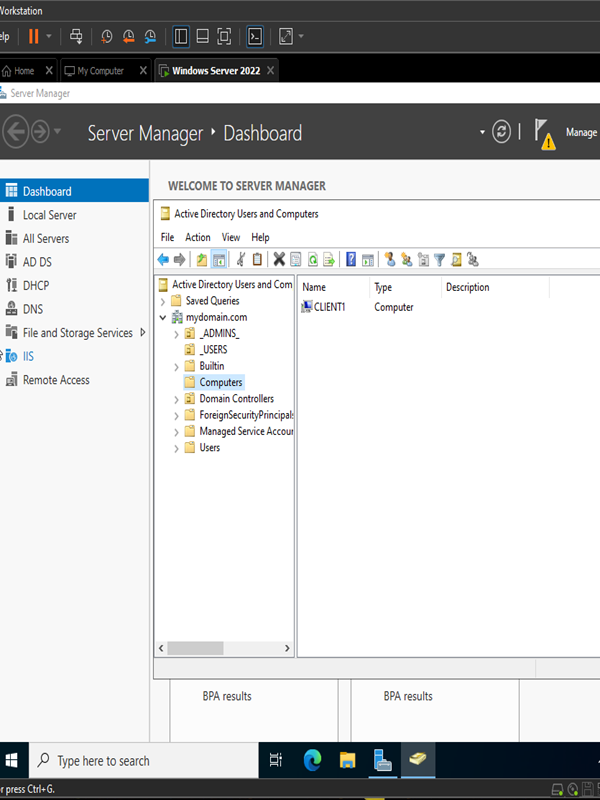 Workstation
elp
Home
My Computer
Windows Server 2022
Server Manager
Server Manager · Dashboard
Manage
Dashboard
Local Server
All Servers
AD DS
DHCP
DNS
File and Storage Services
IIS
Remote Access
WELCOME TO SERVER MANAGER
Active Directory Users and Computers
File Action View Help
Active Directory Users and Com
Saved Queries
mydomain.com
_ADMINS_
_USERS
Builtin
Computers
Domain Controllers
ForeignSecurityPrincipals
Managed Service Accour
Users
Name Type Description
CLIENT1 Computer
BPA results
BPA results
Type here to search
r press Ctrl+G.